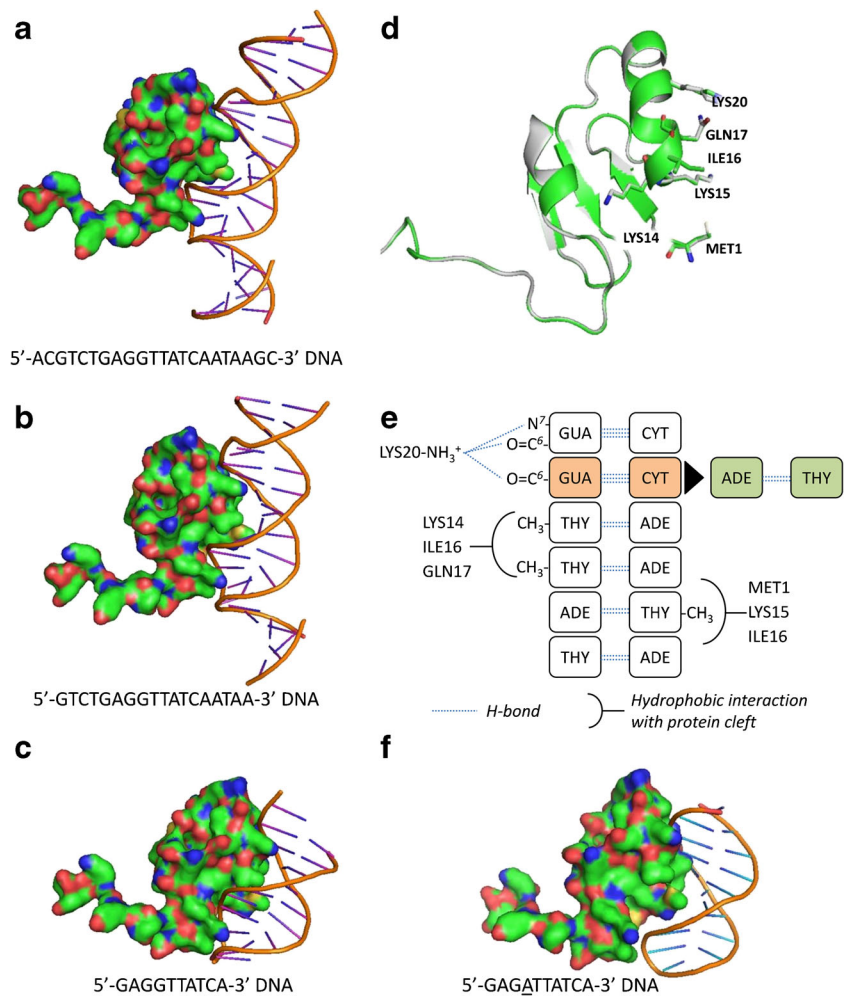 a
5’-ACGTCTGAGGTTATCAATAAGC-3’ DNA
b
5’-GTCTGAGGTTATCAATAA-3’ DNA
c
5’-GAGGTTATCA-3’ DNA
d
LYS20
GLN17
ILE16
LYS15
LYS14
MET1
e
LYS20-NH3+
N7-
O=C6-
GUA
CYT
O=C6-
GUA
CYT
ADE
THY
LYS14
ILE16
GLN17
CH3-
THY
ADE
CH3-
THY
ADE
ADE
THY
-CH3
MET1
LYS15
ILE16
THY
ADE
H-bond
Hydrophobic interaction
with protein cleft
f
5’-GAGATTATCA-3’ DNA